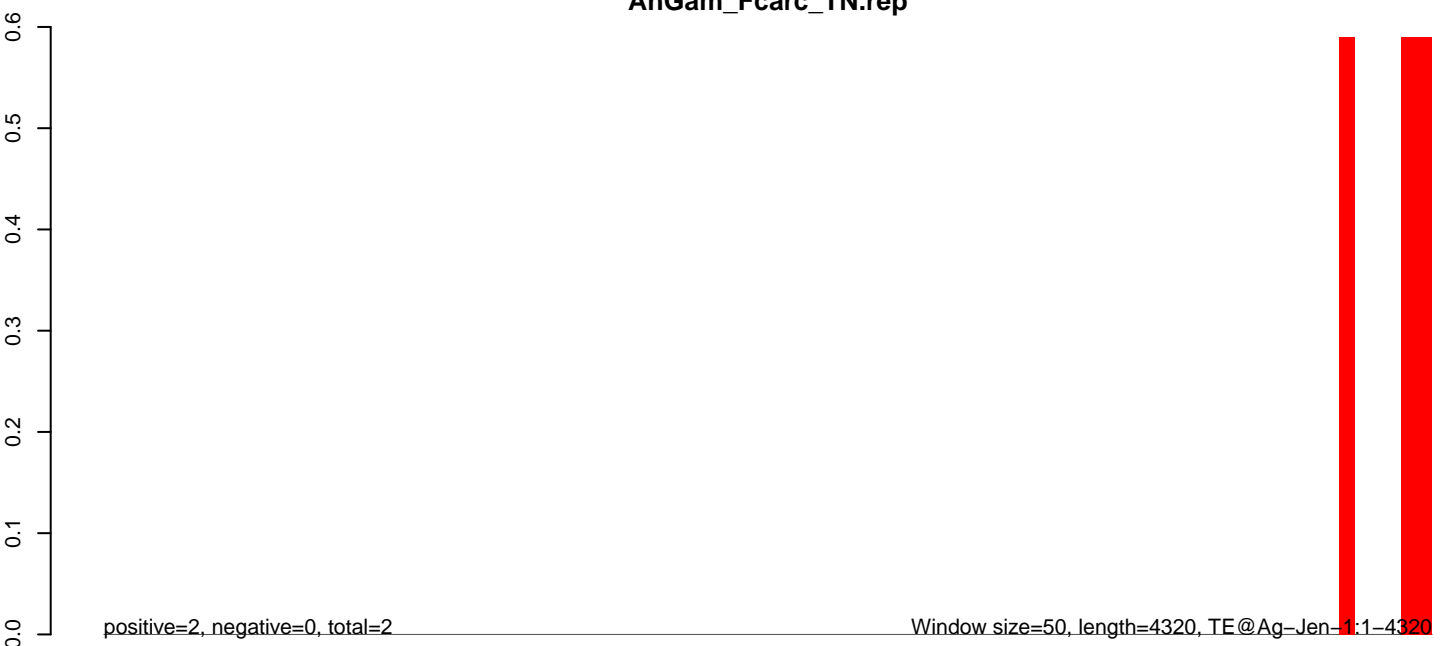 AnGam_Fcarc_TN.rep
0.6
0.5
0.4
0.3
0.2
0.1
0.0
positive=2, negative=0, total=2
Window size=50, length=4320, TE@Ag−Jen−1:1−4320